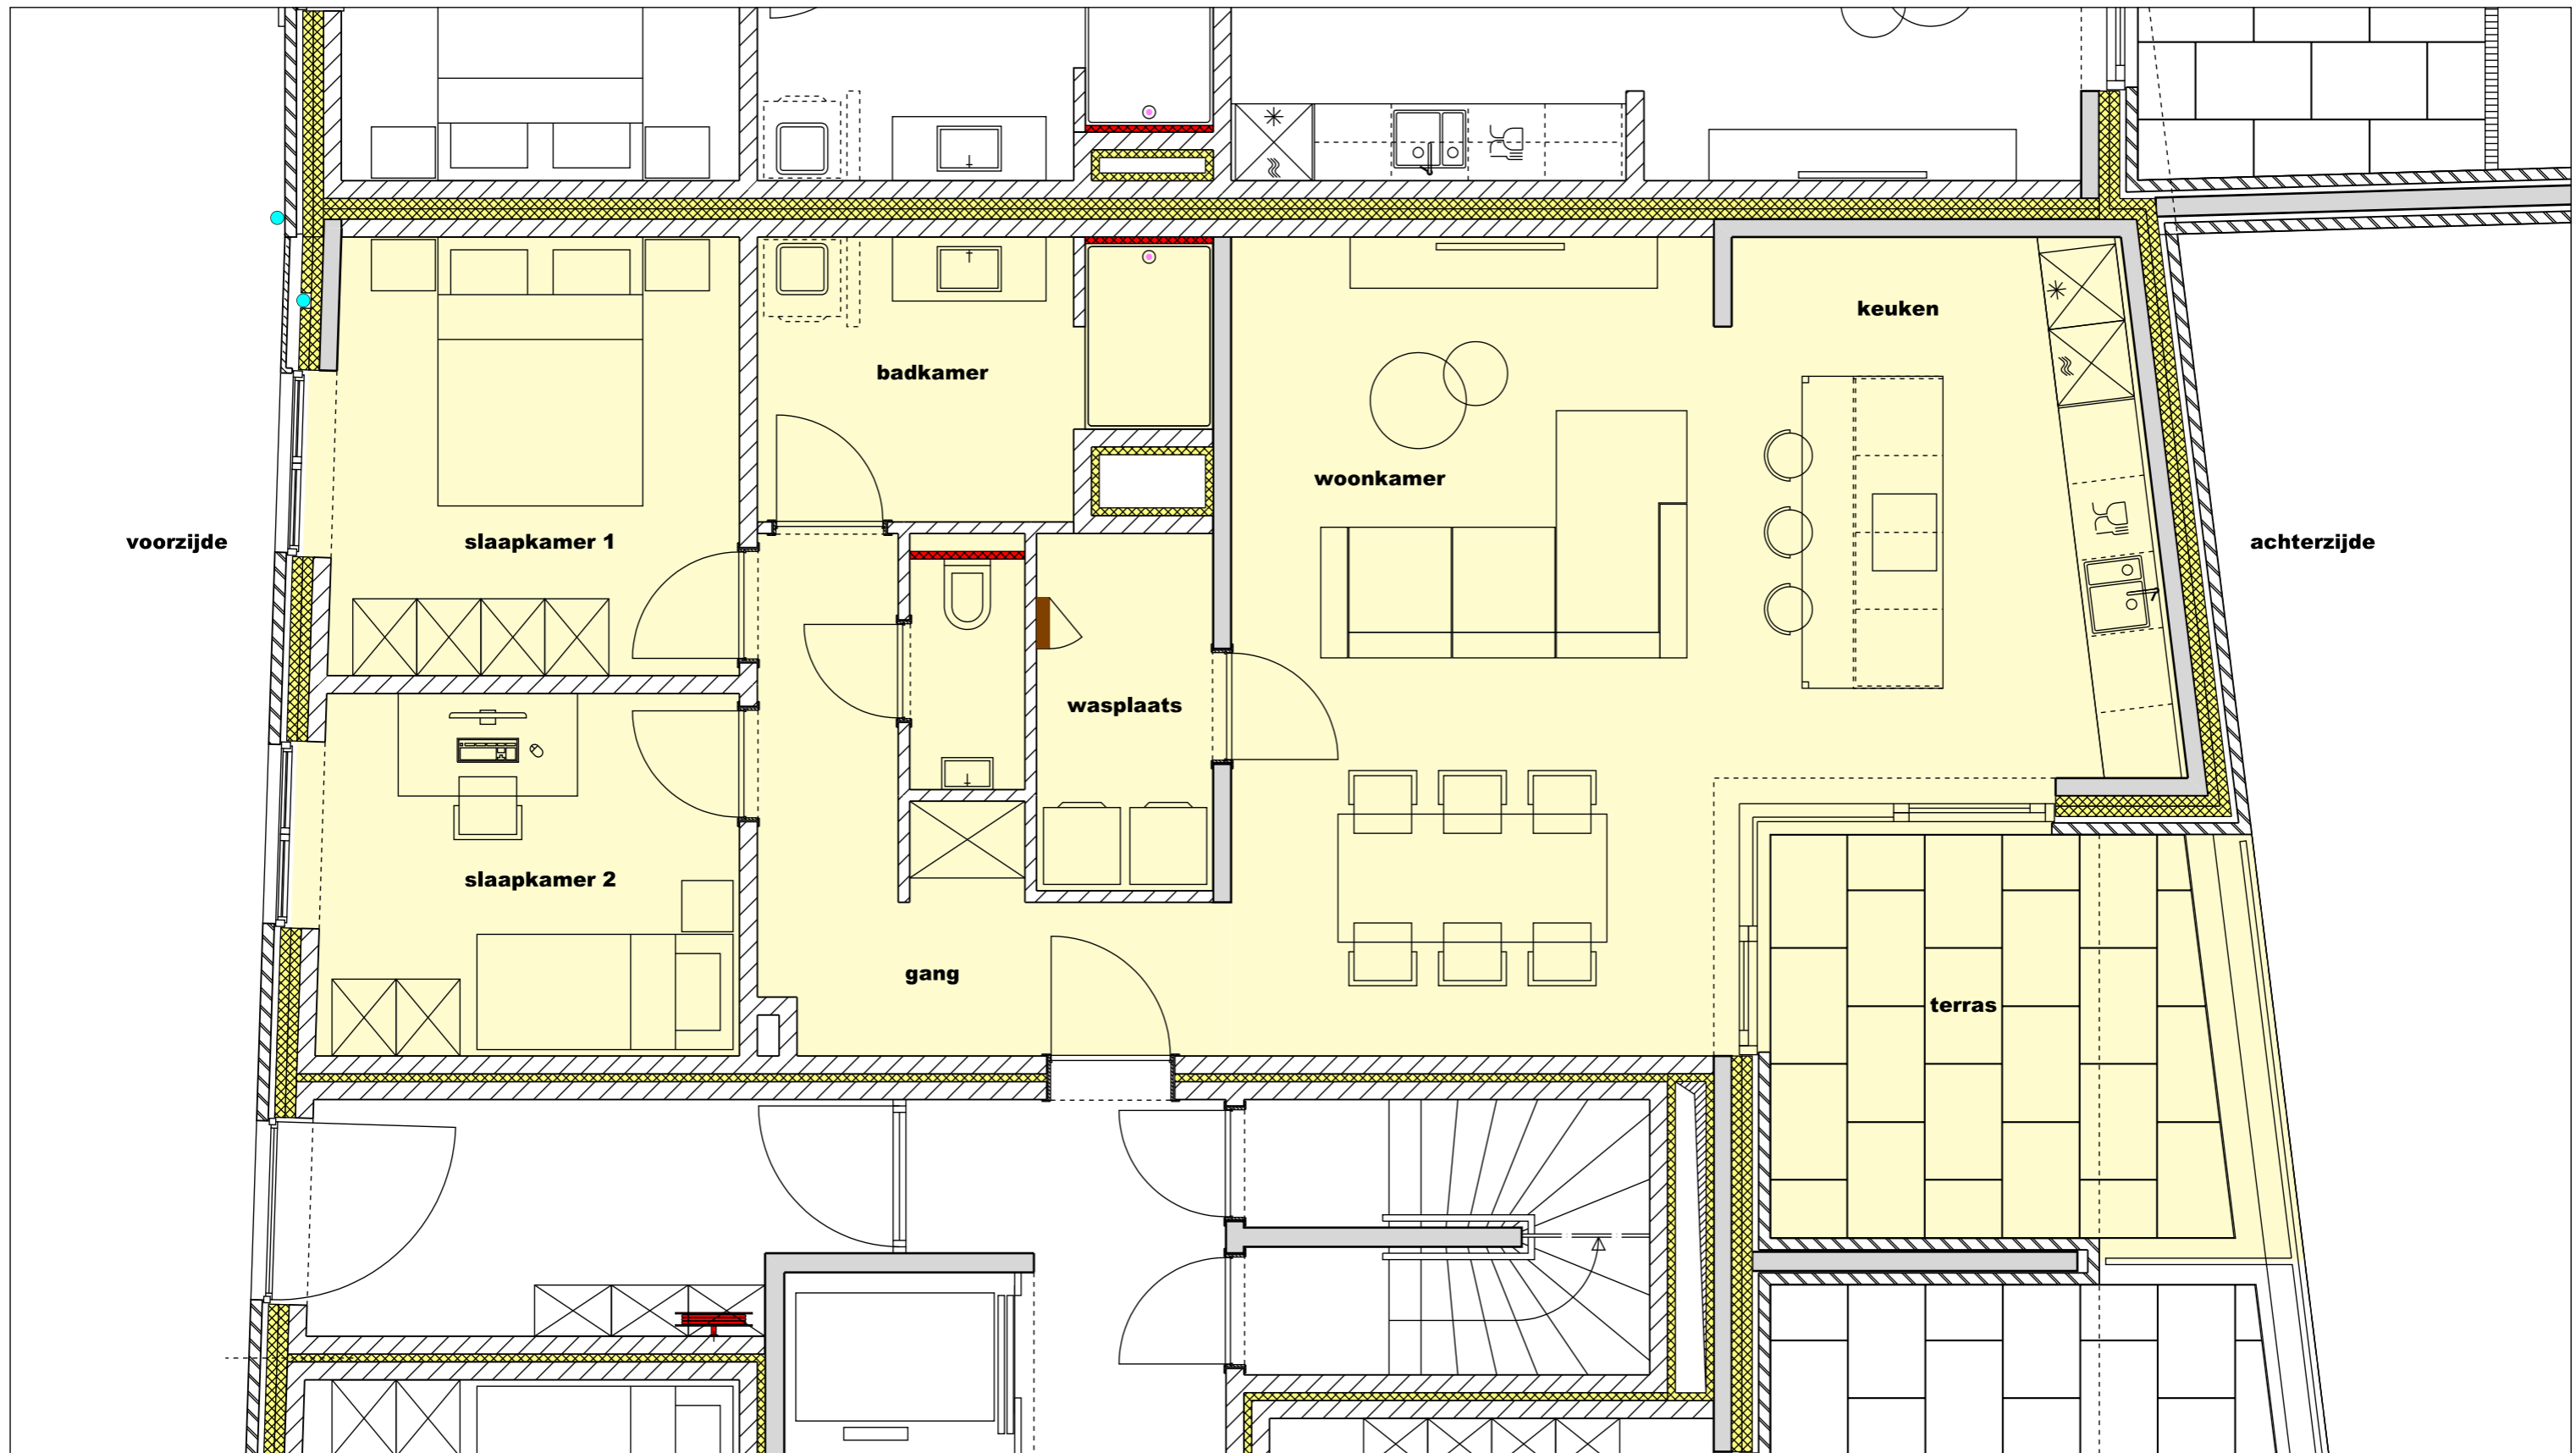 keuken
badkamer
woonkamer
voorzijde
slaapkamer 1
achterzijde
wasplaats
slaapkamer 2
gang
terras